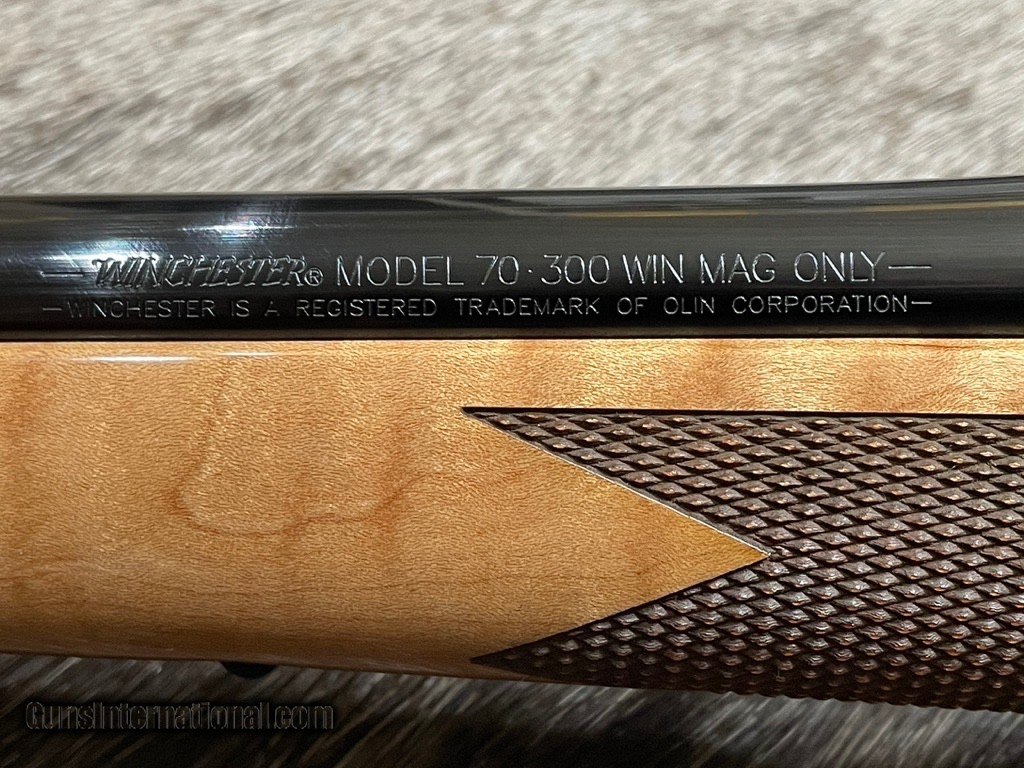 — WINCHESTER® MODEL 70 · 300 WIN MAG ONLY —
— WINCHESTER IS A REGISTERED TRADEMARK OF OLIN CORPORATION —
GunsInternational.com